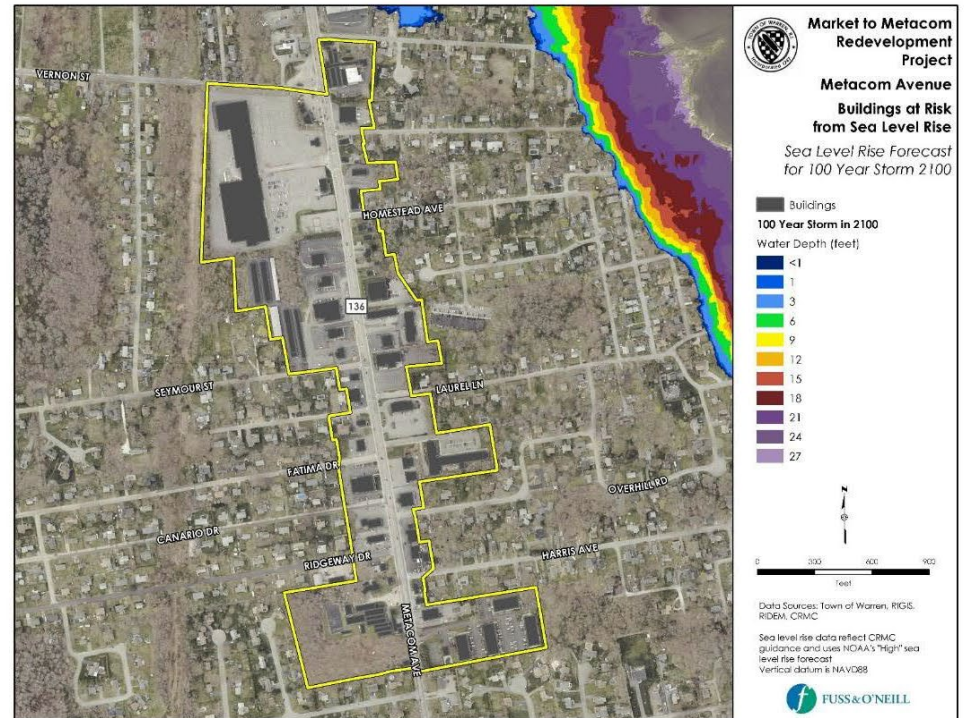 VERNON ST
HOMESTEAD AVE
136
SEYMOUR ST
LAUREL LN
FATIMA DR
OVERHILL RD
CANARIO DR
RIDGEWAY DR
HARRIS AVE
METACOM AVE
TOWN OF WARREN, R.I.
Market to Metacom
Redevelopment
Project
Metacom Avenue
Buildings at Risk
from Sea Level Rise
Sea Level Rise Forecast
for 100 Year Storm 2100
Buildings
100 Year Storm in 2100
Water Depth (feet)
<1
1
3
6
9
12
15
18
21
24
27
N
0 300 600 900
Feet
Data Sources: Town of Warren, RIGIS,
RIDEM, CRMC
Sea level rise data reflect CRMC
guidance and uses NOAA's "High" sea
level rise forecast
Vertical datum is NAVD88
f FUSS & O'NEILL